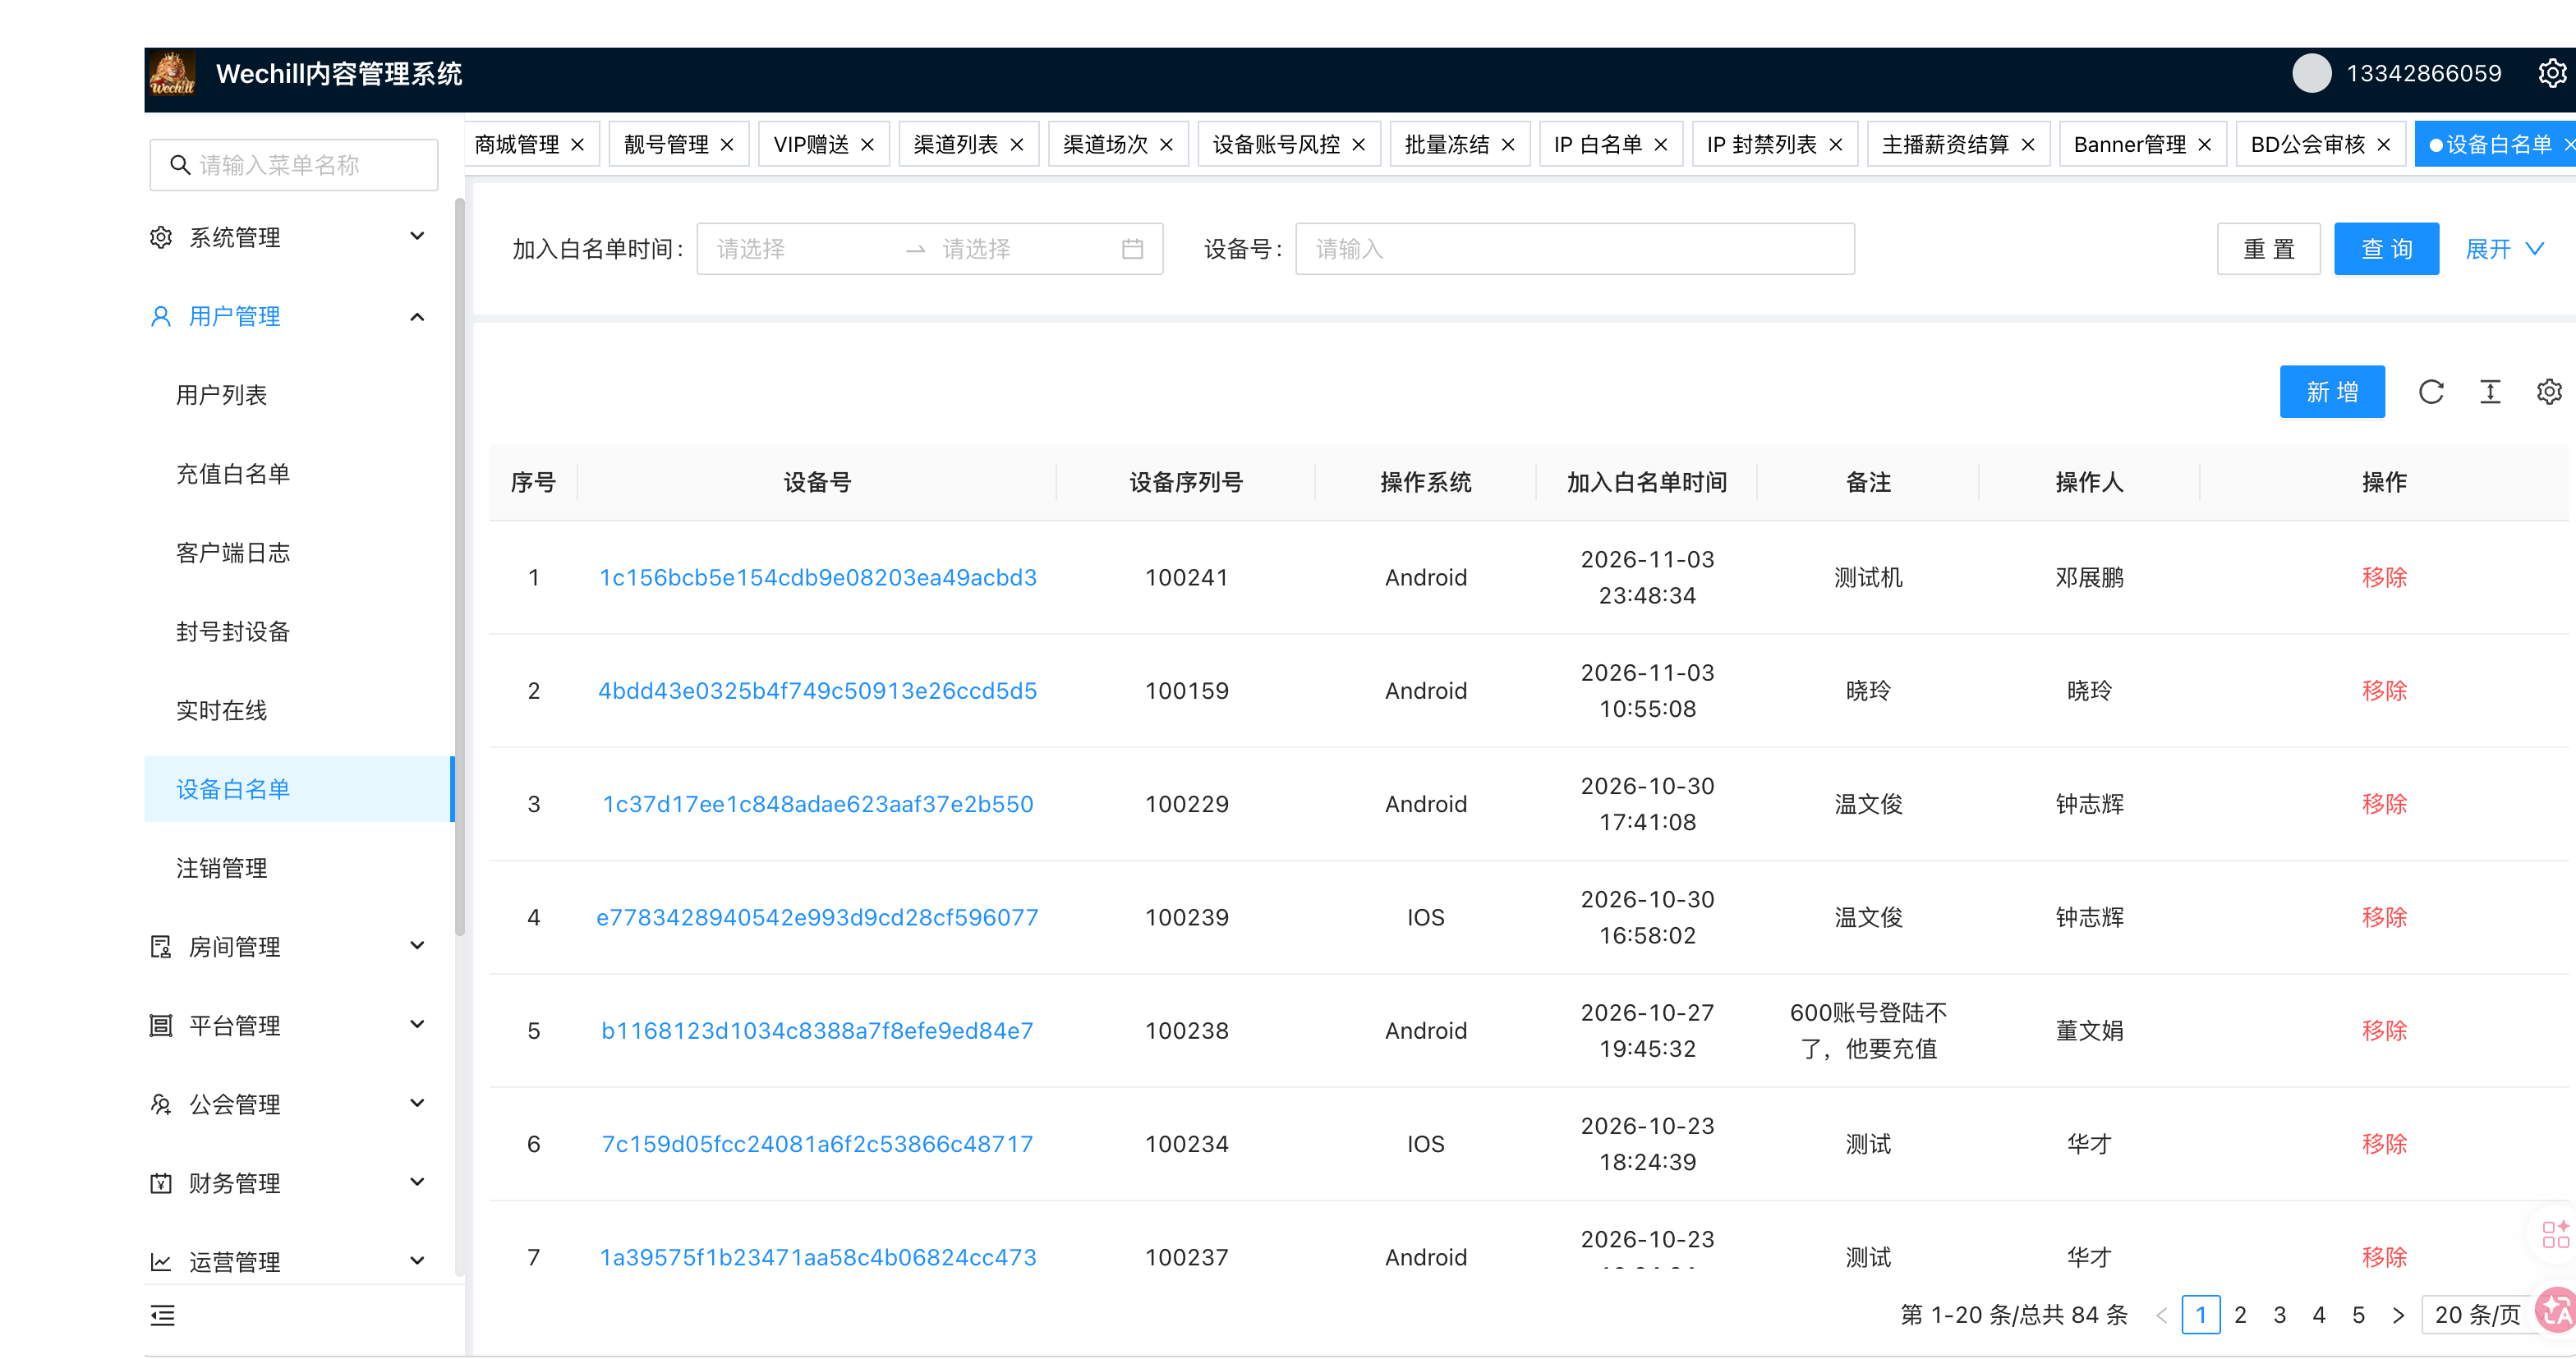 Wechill
Wechill内容管理系统
13342866059
请输入菜单名称
商城管理 靓号管理 VIP赠送 渠道列表 渠道场次 设备账号风控 批量冻结 IP 白名单 IP 封禁列表 主播薪资结算 Banner管理 BD公会审核 设备白名单
系统管理
用户管理
用户列表
充值白名单
客户端日志
封号封设备
实时在线
设备白名单
注销管理
房间管理
平台管理
公会管理
财务管理
运营管理
加入白名单时间: 请选择 请选择 设备号: 请输入 重 置 查 询 展开
新 增
序号 设备号 设备序列号 操作系统 加入白名单时间 备注 操作人 操作
1 1c156bcb5e154cdb9e08203ea49acbd3 100241 Android 2026-11-03 23:48:34 测试机 邓展鹏 移除
2 4bdd43e0325b4f749c50913e26ccd5d5 100159 Android 2026-11-03 10:55:08 晓玲 晓玲 移除
3 1c37d17ee1c848adae623aaf37e2b550 100229 Android 2026-10-30 17:41:08 温文俊 钟志辉 移除
4 e7783428940542e993d9cd28cf596077 100239 IOS 2026-10-30 16:58:02 温文俊 钟志辉 移除
5 b1168123d1034c8388a7f8efe9ed84e7 100238 Android 2026-10-27 19:45:32 600账号登陆不了，他要充值 董文娟 移除
6 7c159d05fcc24081a6f2c53866c48717 100234 IOS 2026-10-23 18:24:39 测试 华才 移除
7 1a39575f1b23471aa58c4b06824cc473 100237 Android 2026-10-23 测试 华才 移除
第 1-20 条/总共 84 条 1 2 3 4 5 20 条/页